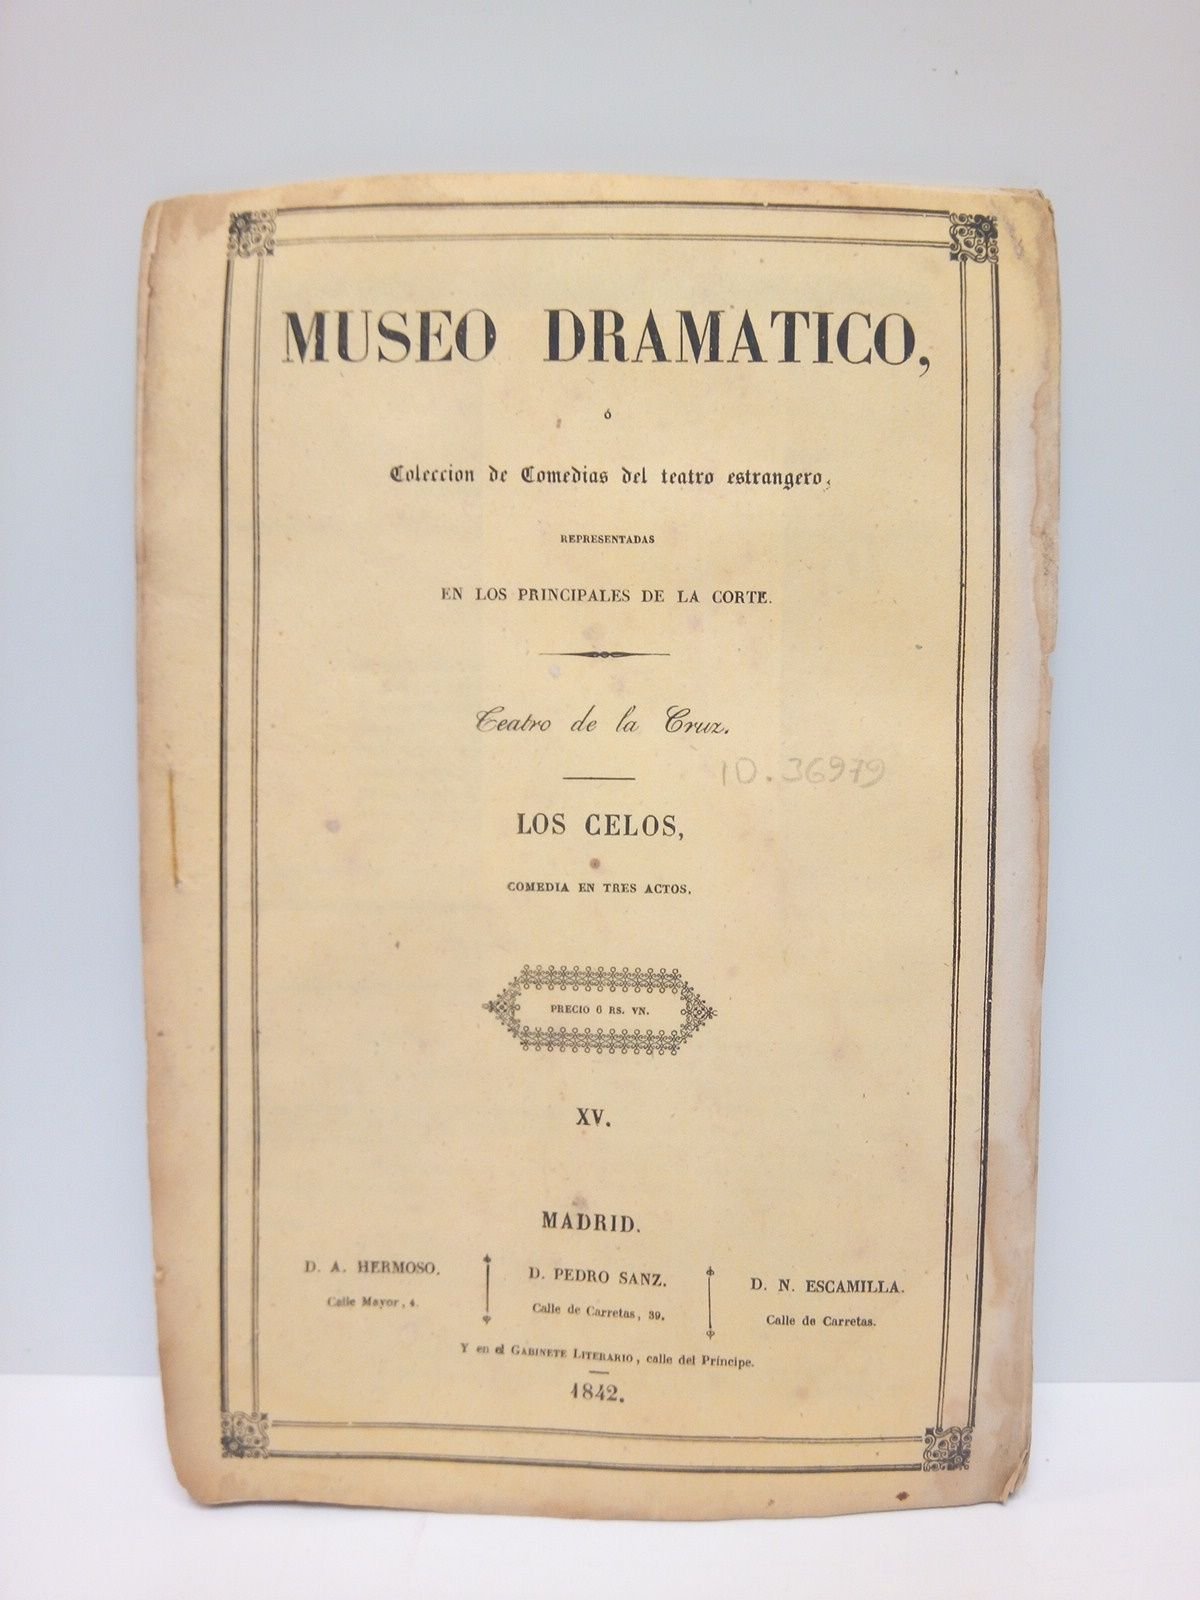 MUSEO DRAMATICO,
ó
Coleccion de Comedias del teatro estrangero,
REPRESENTADAS
EN LOS PRINCIPALES DE LA CORTE.
Teatro de la Cruz.
10.36979
LOS CELOS,
COMEDIA EN TRES ACTOS.
PRECIO 6 RS. VN.
XV.
MADRID.
D. A. HERMOSO.
Calle Mayor, 4.
D. PEDRO SANZ.
Calle de Carretas, 39.
D. N. ESCAMILLA.
Calle de Carretas.
Y en el GABINETE LITERARIO, calle del Príncipe.
1842.